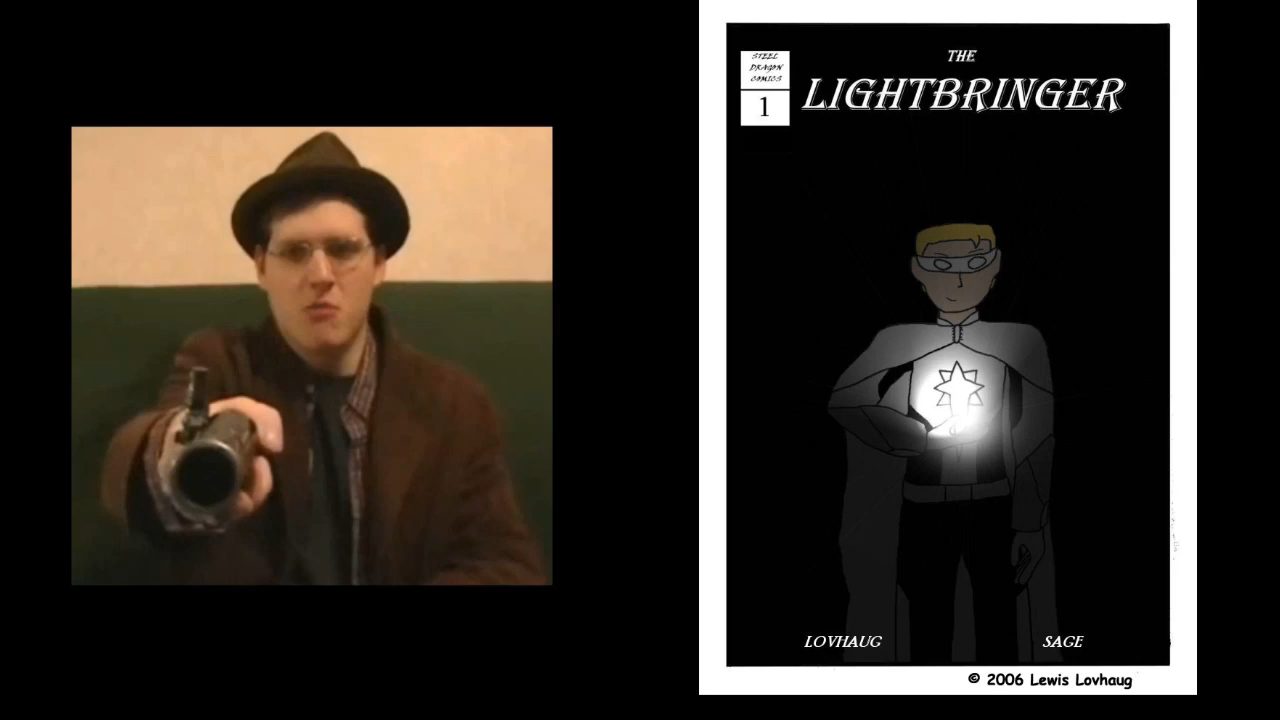 STEEL
DRAGON
COMICS
1
THE
LIGHTBRINGER
LOVHAUG
SAGE
© 2006 Lewis Lovhaug